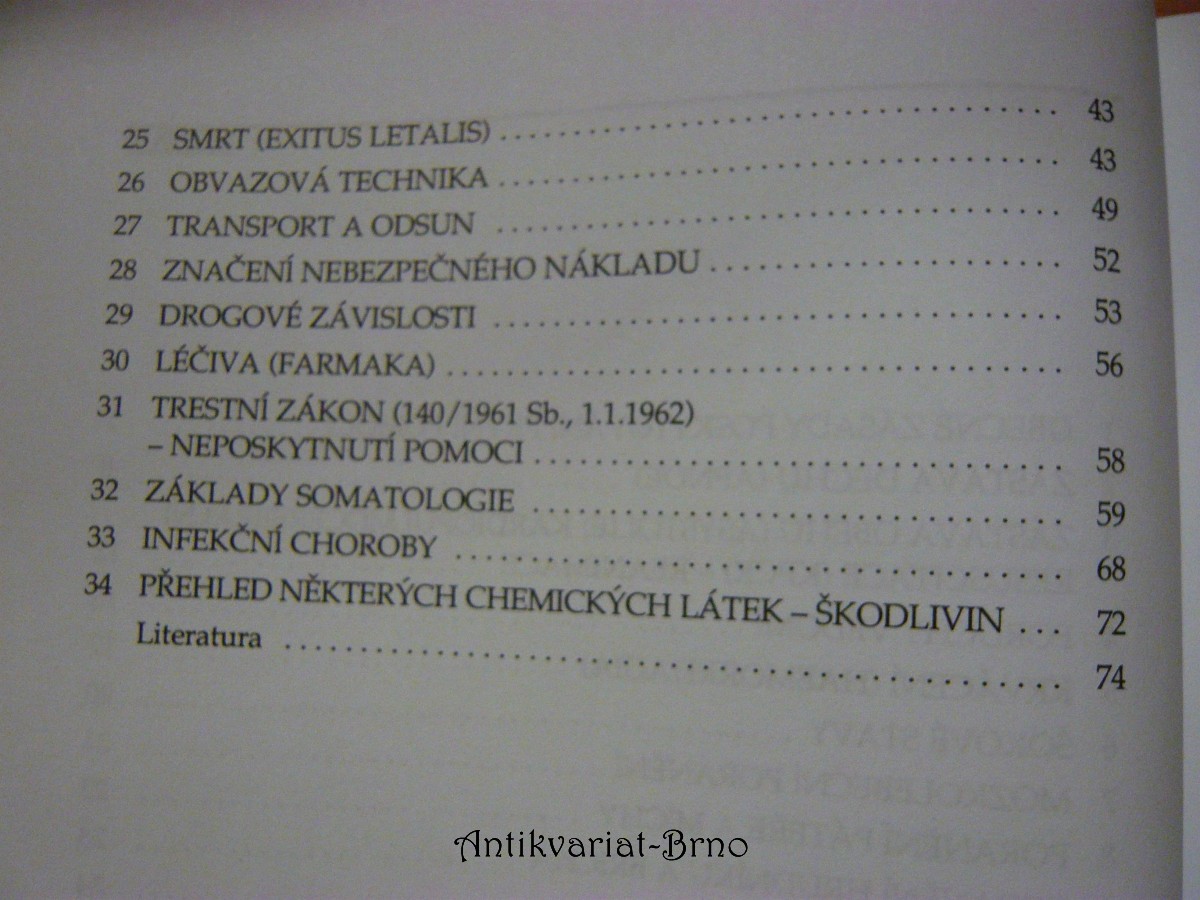 25 SMRT (EXITUS LETALIS) . . . . . . . . . . . . . . . . . . . . . . . . . . . . . . . . . . . . . 43
26 OBVAZOVÁ TECHNIKA . . . . . . . . . . . . . . . . . . . . . . . . . . . . . . . . . . . . . 43
27 TRANSPORT A ODSUN . . . . . . . . . . . . . . . . . . . . . . . . . . . . . . . . . . . . . 49
28 ZNAČENÍ NEBEZPEČNÉHO NÁKLADU . . . . . . . . . . . . . . . . . . . . . . . 52
29 DROGOVÉ ZÁVISLOSTI . . . . . . . . . . . . . . . . . . . . . . . . . . . . . . . . . . . . . 53
30 LÉČIVA (FARMAKA) . . . . . . . . . . . . . . . . . . . . . . . . . . . . . . . . . . . . . . . . 56
31 TRESTNÍ ZÁKON (140/1961 Sb., 1.1.1962)
– NEPOSKYTNUTÍ POMOCI . . . . . . . . . . . . . . . . . . . . . . . . . . . . . . . . . . . 58
32 ZÁKLADY SOMATOLOGIE . . . . . . . . . . . . . . . . . . . . . . . . . . . . . . . . . . . 59
33 INFEKČNÍ CHOROBY . . . . . . . . . . . . . . . . . . . . . . . . . . . . . . . . . . . . . . . . 68
34 PŘEHLED NĚKTERÝCH CHEMICKÝCH LÁTEK – ŠKODLIVIN . . . 72
Literatura . . . . . . . . . . . . . . . . . . . . . . . . . . . . . . . . . . . . . . . . . . . . . . . . . . . 74
Antikvariat-Brno